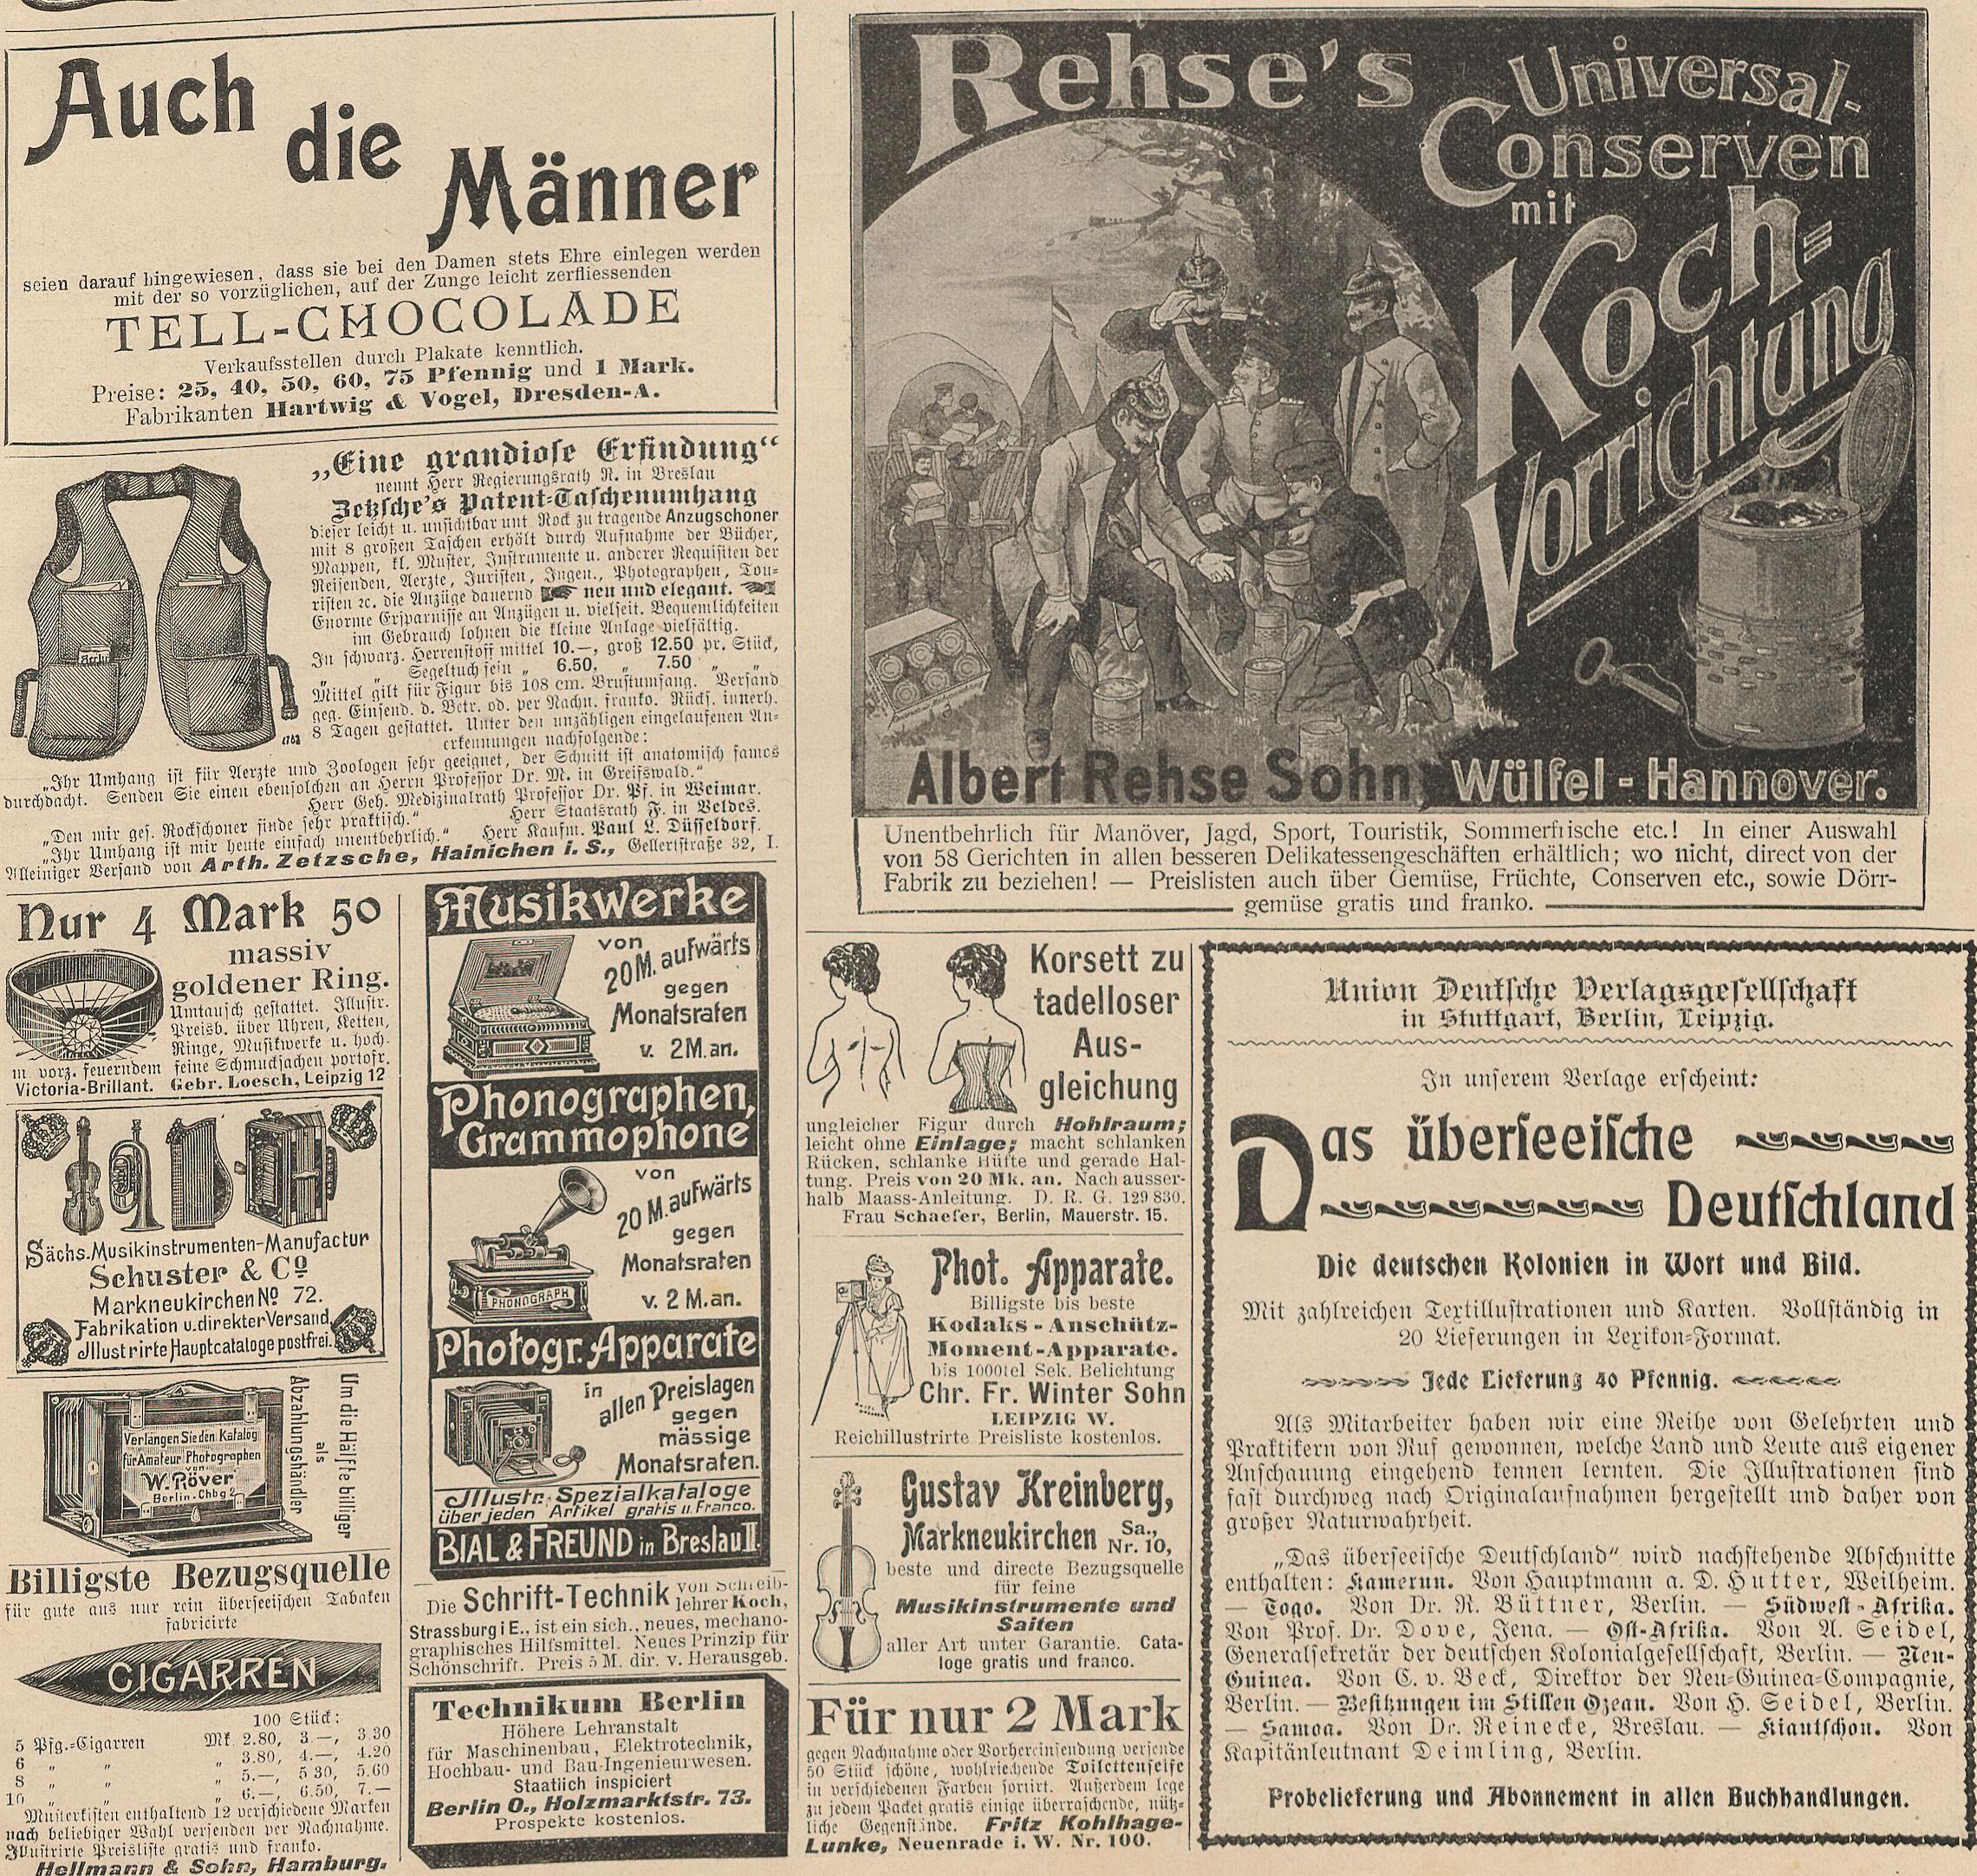 Auch
die
Männer
seien darauf hingewiesen, dass sie bei den Damen stets Ehre einlegen werden
mit der so vorzüglichen, auf der Zunge leicht zerfliessenden
TELL-CHOCOLADE
Verkaufsstellen durch Plakate kenntlich.
Preise: 25, 40, 50, 60, 75 Pfennig und 1 Mark.
Fabrikanten Hartwig & Vogel, Dresden-A.
„Eine grandiose Erfindung“
nennt Herr Regierungsrath R. in Breslau
Zetzsche's Patent-Taschenumhang
dieser leicht u. unsichtbar unt Rock zu tragende Anzugschoner
mit 8 großen Taschen erhält durch Aufnahme der Bücher,
Mappen, kl. Muster, Instrumente u. anderer Requisiten der
Reisenden, Aerzte, Juristen, Ingen., Photographen, Tou-
risten ꝛc. die Anzüge dauernd neu und elegant.
Enorme Ersparnisse an Anzügen u. vielseit. Bequemlichkeiten
im Gebrauch lohnen die kleine Anlage vielfältig.
In schwarz. Herrenstoff mittel 10.—, groß 12.50 pr. Stück,
„ Segeltuch fein „ 6.50, „ 7.50 „ „
Mittel gilt für Figur bis 108 cm. Brustumfang. Versand
geg. Einsend. d. Betr. od. per Nachn. franko. Rücks. innerh.
8 Tagen gestattet. Unter den unzähligen eingelaufenen An-
erkennungen nachfolgende:
„Ihr Umhang ist für Aerzte und Zoologen sehr geeignet, der Schnitt ist anatomisch famos
durchdacht. Senden Sie einen ebensolchen an Herrn Professor Dr. M. in Greifswald.“
Herr Geh. Medizinalrath Professor Dr. Pf. in Weimar.
„Den mir ges. Rockschoner finde sehr praktisch.“ Herr Staatsrath F. in Veldes.
„Ihr Umhang ist mir heute einfach unentbehrlich.“ Herr Kaufm. Paul L. Düsseldorf.
Alleiniger Versand von Arth. Zetzsche, Hainichen i. S., Gellertstraße 32, I.
Nur 4 Mark 50
massiv
goldener Ring.
Umtausch gestattet. Illustr.
Preisb. über Uhren, Ketten,
Ringe, Musikwerke u. hoch-
feine Schmucksachen portofr.
m. vorz. feuerndem
Victoria-Brillant. Gebr. Loesch, Leipzig 12
Sächs. Musikinstrumenten-Manufactur
Schuster & Co
Markneukirchen No 72.
Fabrikation u. direkter Versand.
Jllustrirte Hauptcataloge postfrei.
Verlangen Sie den Katalog
für Amateur Photographen
von
W. Röver
Berlin-Chbg 2
Abzahlungshändler
als
Um die Hälfte billiger
Billigste Bezugsquelle
für gute aus nur rein überseeischen Tabaken
fabricirte
CIGARREN
100 Stück:
5 Pfg.-Cigarren Mk. 2.80, 3.—, 3.30
6 „ „ „ 3.80, 4.—, 4.20
8 „ „ „ 5.—, 5.30, 5.60
10 „ „ „ 6.—, 6.50, 7.—
Musterkisten enthaltend 12 verschiedene Marken
nach beliebiger Wahl versenden per Nachnahme.
Illustrirte Preisliste gratis und franko.
Hellmann & Sohn, Hamburg.
Musikwerke
von
20 M. aufwärts
gegen
Monatsraten
v. 2 M. an.
Phonographen,
Grammophone
von
20 M. aufwärts
gegen
Monatsraten
v. 2 M. an.
PHONOGRAPH
Photogr. Apparate
in
allen Preislagen
gegen
mässige
Monatsraten.
Jllustr. Spezialkataloge
über jeden Artikel gratis u. franco.
BIAL & FREUND in Breslau II.
Die Schrift-Technik von Schreib-
lehrer Koch,
Strassburg i E., ist ein sich., neues, mechano-
graphisches Hilfsmittel. Neues Prinzip für
Schönschrift. Preis 5 M. dir. v. Herausgeb.
Technikum Berlin
Höhere Lehranstalt
für Maschinenbau, Elektrotechnik,
Hochbau- und Bau-Ingenieurwesen.
Staatlich inspiciert
Berlin O., Holzmarktstr. 73.
Prospekte kostenlos.
Rehse's
Universal-
Conserven
mit
Koch-
Vorrichtung
Albert Rehse Sohn, Wülfel-Hannover.
Unentbehrlich für Manöver, Jagd, Sport, Touristik, Sommerfrische etc.! In einer Auswahl
von 58 Gerichten in allen besseren Delikatessengeschäften erhältlich; wo nicht, direct von der
Fabrik zu beziehen! — Preislisten auch über Gemüse, Früchte, Conserven etc., sowie Dörr-
gemüse gratis und franko.
Korsett zu
tadelloser
Aus-
gleichung
ungleicher Figur durch Hohlraum;
leicht ohne Einlage; macht schlanken
Rücken, schlanke Hüfte und gerade Hal-
tung. Preis von 20 Mk. an. Nach ausser-
halb Maass-Anleitung. D. R. G. 129 830.
Frau Schaefer, Berlin, Mauerstr. 15.
Phot. Apparate.
Billigste bis beste
Kodaks-Anschütz-
Moment-Apparate.
bis 1000tel Sek. Belichtung
Chr. Fr. Winter Sohn
LEIPZIG W.
Reichillustrirte Preisliste kostenlos.
Gustav Kreinberg,
Markneukirchen Sa.,
Nr. 10,
beste und directe Bezugsquelle
für feine
Musikinstrumente und
Saiten
aller Art unter Garantie. Cata-
loge gratis und franco.
Für nur 2 Mark
gegen Nachnahme oder Vorhereinsendung versende
50 Stück schöne, wohlriechende Toilettenseife
in verschiedenen Farben sortirt. Außerdem lege
zu jedem Packet gratis einige überraschende, nütz-
liche Gegenstände. Fritz Kohlhage-
Lunke, Neuenrade i. W. Nr. 100.
Union Deutsche Verlagsgesellschaft
in Stuttgart, Berlin, Leipzig.
In unserem Verlage erscheint:
Das überseeische
Deutschland
Die deutschen Kolonien in Wort und Bild.
Mit zahlreichen Textillustrationen und Karten. Vollständig in
20 Lieferungen in Lexikon-Format.
Jede Lieferung 40 Pfennig.
Als Mitarbeiter haben wir eine Reihe von Gelehrten und
Praktikern von Ruf gewonnen, welche Land und Leute aus eigener
Anschauung eingehend kennen lernten. Die Illustrationen sind
fast durchweg nach Originalaufnahmen hergestellt und daher von
großer Naturwahrheit.
„Das überseeische Deutschland“ wird nachstehende Abschnitte
enthalten: Kamerun. Von Hauptmann a. D. Hutter, Weilheim.
— Togo. Von Dr. R. Büttner, Berlin. — Südwest-Afrika.
Von Prof. Dr. Dove, Jena. — Ost-Afrika. Von A. Seidel,
Generalsekretär der deutschen Kolonialgesellschaft, Berlin. — Neu-
Guinea. Von C. v. Beck, Direktor der Neu-Guinea-Compagnie,
Berlin. — Besitzungen im Stillen Ozean. Von H. Seidel, Berlin.
— Samoa. Von Dr. Reinecke, Breslau. — Kiautschou. Von
Kapitänleutnant Deimling, Berlin.
Probelieferung und Abonnement in allen Buchhandlungen.